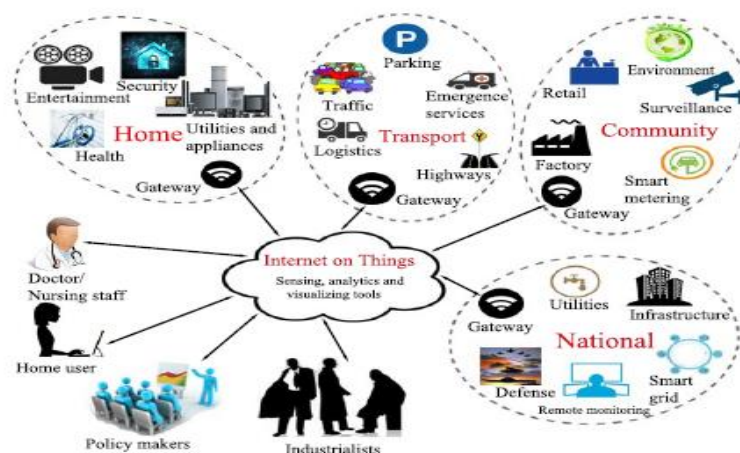 P
Parking
Security
Entertainment
Traffic
Emergence
services
Retail
Environment
Surveillance
Home
Utilities and
appliances
Health
Logistics
Transport
Highways
Community
Factory
Smart
metering
Gateway
Gateway
Gateway
Internet on Things
Sensing, analytics and
visualizing tools
Doctor/
Nursing staff
Home user
Policy makers
Industrialists
Gateway
Utilities
Infrastructure
National
Defense
Remote monitoring
Smart
grid